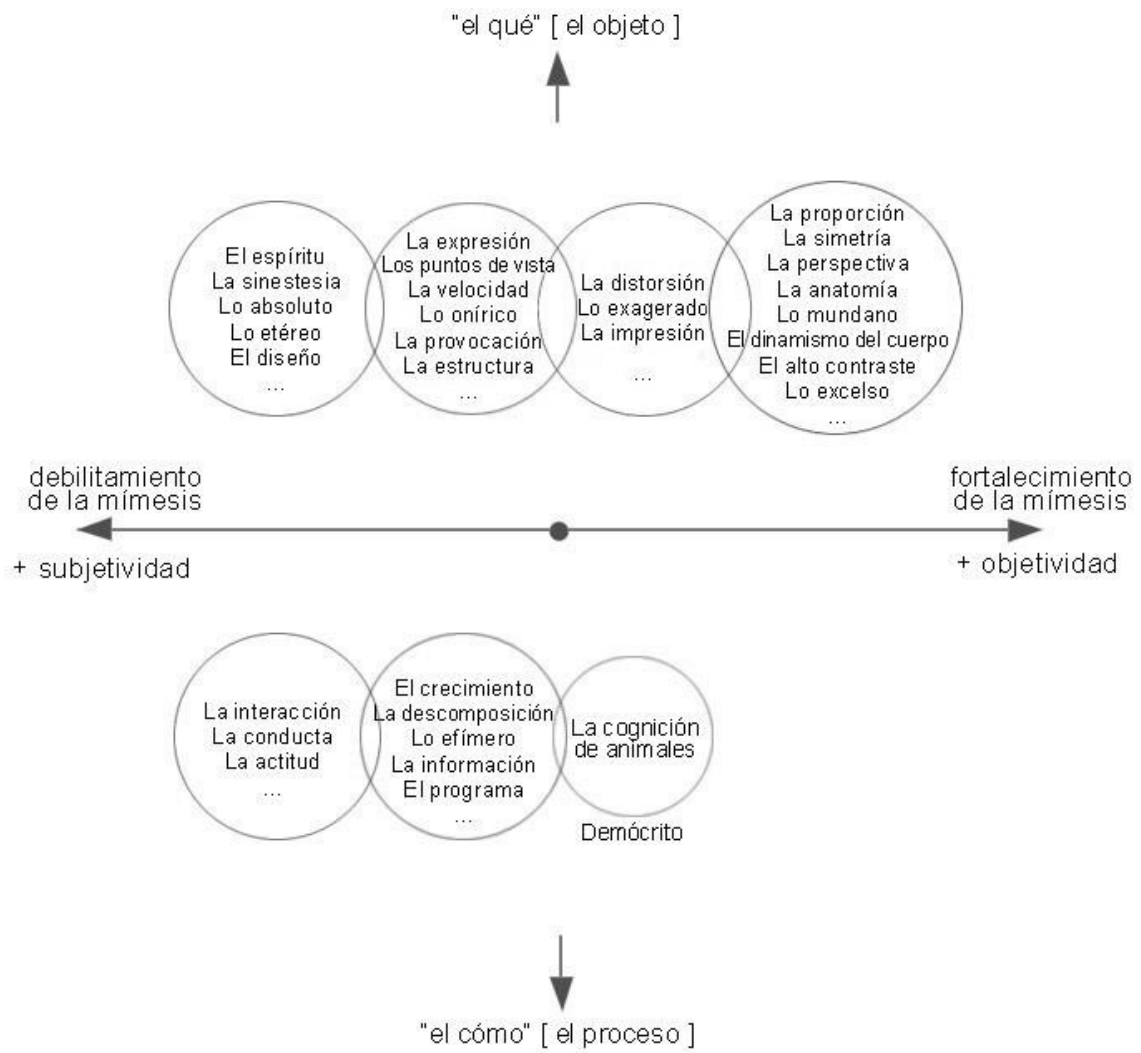 "el qué" [ el objeto ]
El espíritu
La sinestesia
Lo absoluto
Lo etéreo
El diseño
...
La expresión
Los puntos de vista
La velocidad
Lo onírico
La provocación
La estructura
...
La distorsión
Lo exagerado
La impresión
...
La proporción
La simetría
La perspectiva
La anatomía
Lo mundano
El dinamismo del cuerpo
El alto contraste
Lo excelso
...
debilitamiento
de la mímesis
+ subjetividad
fortalecimiento
de la mímesis
+ objetividad
La interacción
La conducta
La actitud
...
El crecimiento
La descomposición
Lo efímero
La información
El programa
...
La cognición
de animales
Demócrito
"el cómo" [ el proceso ]